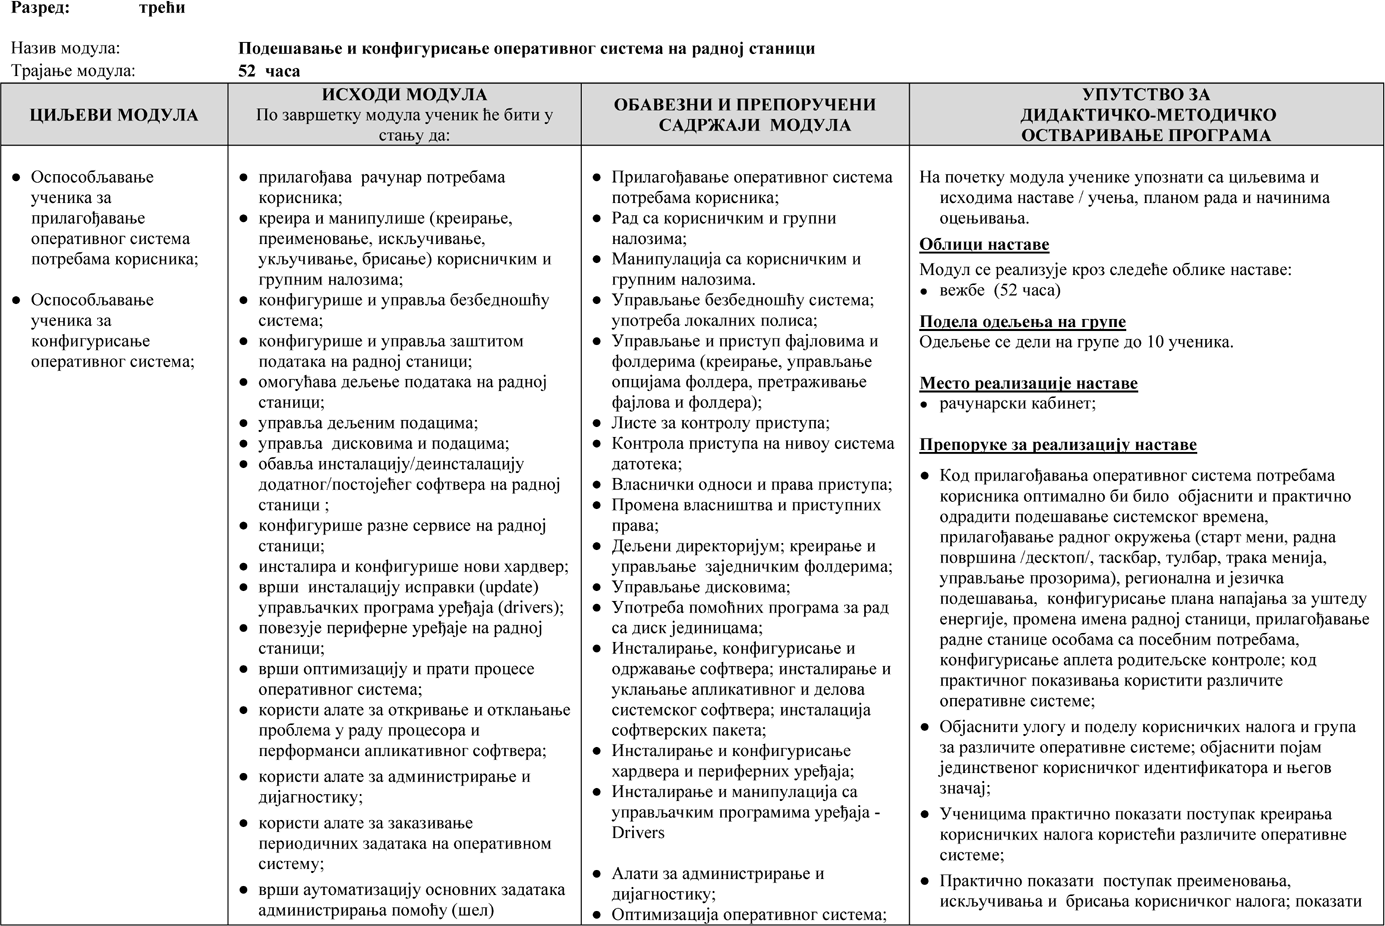 Разред: трећи
Назив модула: Подешавање и конфигурисање оперативног система на радној станици
Трајање модула: 52 часа
ЦИЉЕВИ МОДУЛА
ИСХОДИ МОДУЛА
По завршетку модула ученик ће бити у
стању да:
ОБАВЕЗНИ И ПРЕПОРУЧЕНИ
САДРЖАЈИ МОДУЛА
УПУТСТВО ЗА
ДИДАКТИЧКО-МЕТОДИЧКО
ОСТВАРИВАЊЕ ПРОГРАМА
● Оспособљавање
ученика за
прилагођавање
оперативног система
потребама корисника;
● Оспособљавање
ученика за
конфигурисање
оперативног система;
● прилагођава рачунар потребама
корисника;
● креира и манипулише (креирање,
преименовање, искључивање,
укључивање, брисање) корисничким и
групним налозима;
● конфигурише и управља безбедношћу
система;
● конфигурише и управља заштитом
података на радној станици;
● омогућава дељење података на радној
станици;
● управља дељеним подацима;
● управља дисковима и подацима;
● обавља инсталацију/деинсталацију
додатног/постојећег софтвера на радној
станици ;
● конфигурише разне сервисе на радној
станици;
● инсталира и конфигурише нови хардвер;
● врши инсталацију исправки (update)
управљачких програма уређаја (drivers);
● повезује периферне уређаје на радној
станици;
● врши оптимизацију и прати процесе
оперативног система;
● користи алате за откривање и отклањање
проблема у раду процесора и
перформанси апликативног софтвера;
● користи алате за администрирање и
дијагностику;
● користи алате за заказивање
периодичних задатака на оперативном
систему;
● врши аутоматизацију основних задатака
администрирања помоћу (шел)
● Прилагођавање оперативног система
потребама корисника;
● Рад са корисничким и групни
налозима;
● Манипулација са корисничким и
групним налозима.
● Управљање безбедношћу система;
употреба локалних полиса;
● Управљање и приступ фајловима и
фолдерима (креирање, управљање
опцијама фолдера, претраживање
фајлова и фолдера);
● Листе за контролу приступа;
● Контрола приступа на нивоу система
датотека;
● Власнички односи и права приступа;
● Промена власништва и приступних
права;
● Дељени директоријум; креирање и
управљање заједничким фолдерима;
● Управљање дисковима;
● Употреба помоћних програма за рад
са диск јединицама;
● Инсталирање, конфигурисање и
одржавање софтвера; инсталирање и
уклањање апликативног и делова
системског софтвера; инсталација
софтверских пакета;
● Инсталирање и конфигурисање
хардвера и периферних уређаја;
● Инсталирање и манипулација са
управљачким програмима уређаја -
Drivers
● Алати за администрирање и
дијагностику;
● Оптимизација оперативног система;
На почетку модула ученике упознати са циљевима и
исходима наставе / учења, планом рада и начинима
оцењивања.
Облици наставе
Модул се реализује кроз следеће облике наставе:
● вежбе (52 часа)
Подела одељења на групе
Одељење се дели на групе до 10 ученика.
Место реализације наставе
● рачунарски кабинет;
Препоруке за реализацију наставе
● Код прилагођавања оперативног система потребама
корисника оптимално би било објаснити и практично
одрадити подешавање системског времена,
прилагођавање радног окружења (старт мени, радна
површина /десктоп/, таскбар, тулбар, трака менија,
управљање прозорима), регионална и језичка
подешавања, конфигурисање плана напајања за уштеду
енергије, промена имена радној станици, прилагођавање
радне станице особама са посебним потребама,
конфигурисање аплета родитељске контроле; код
практичног показивања користити различите
оперативне системе;
● Објаснити улогу и поделу корисничких налога и група
за различите оперативне системе; објаснити појам
јединственог корисничког идентификатора и његов
значај;
● Ученицима практично показати поступак креирања
корисничких налога користећи различите оперативне
системе;
● Практично показати поступак преименовања,
искључивања и брисања корисничког налога; показати